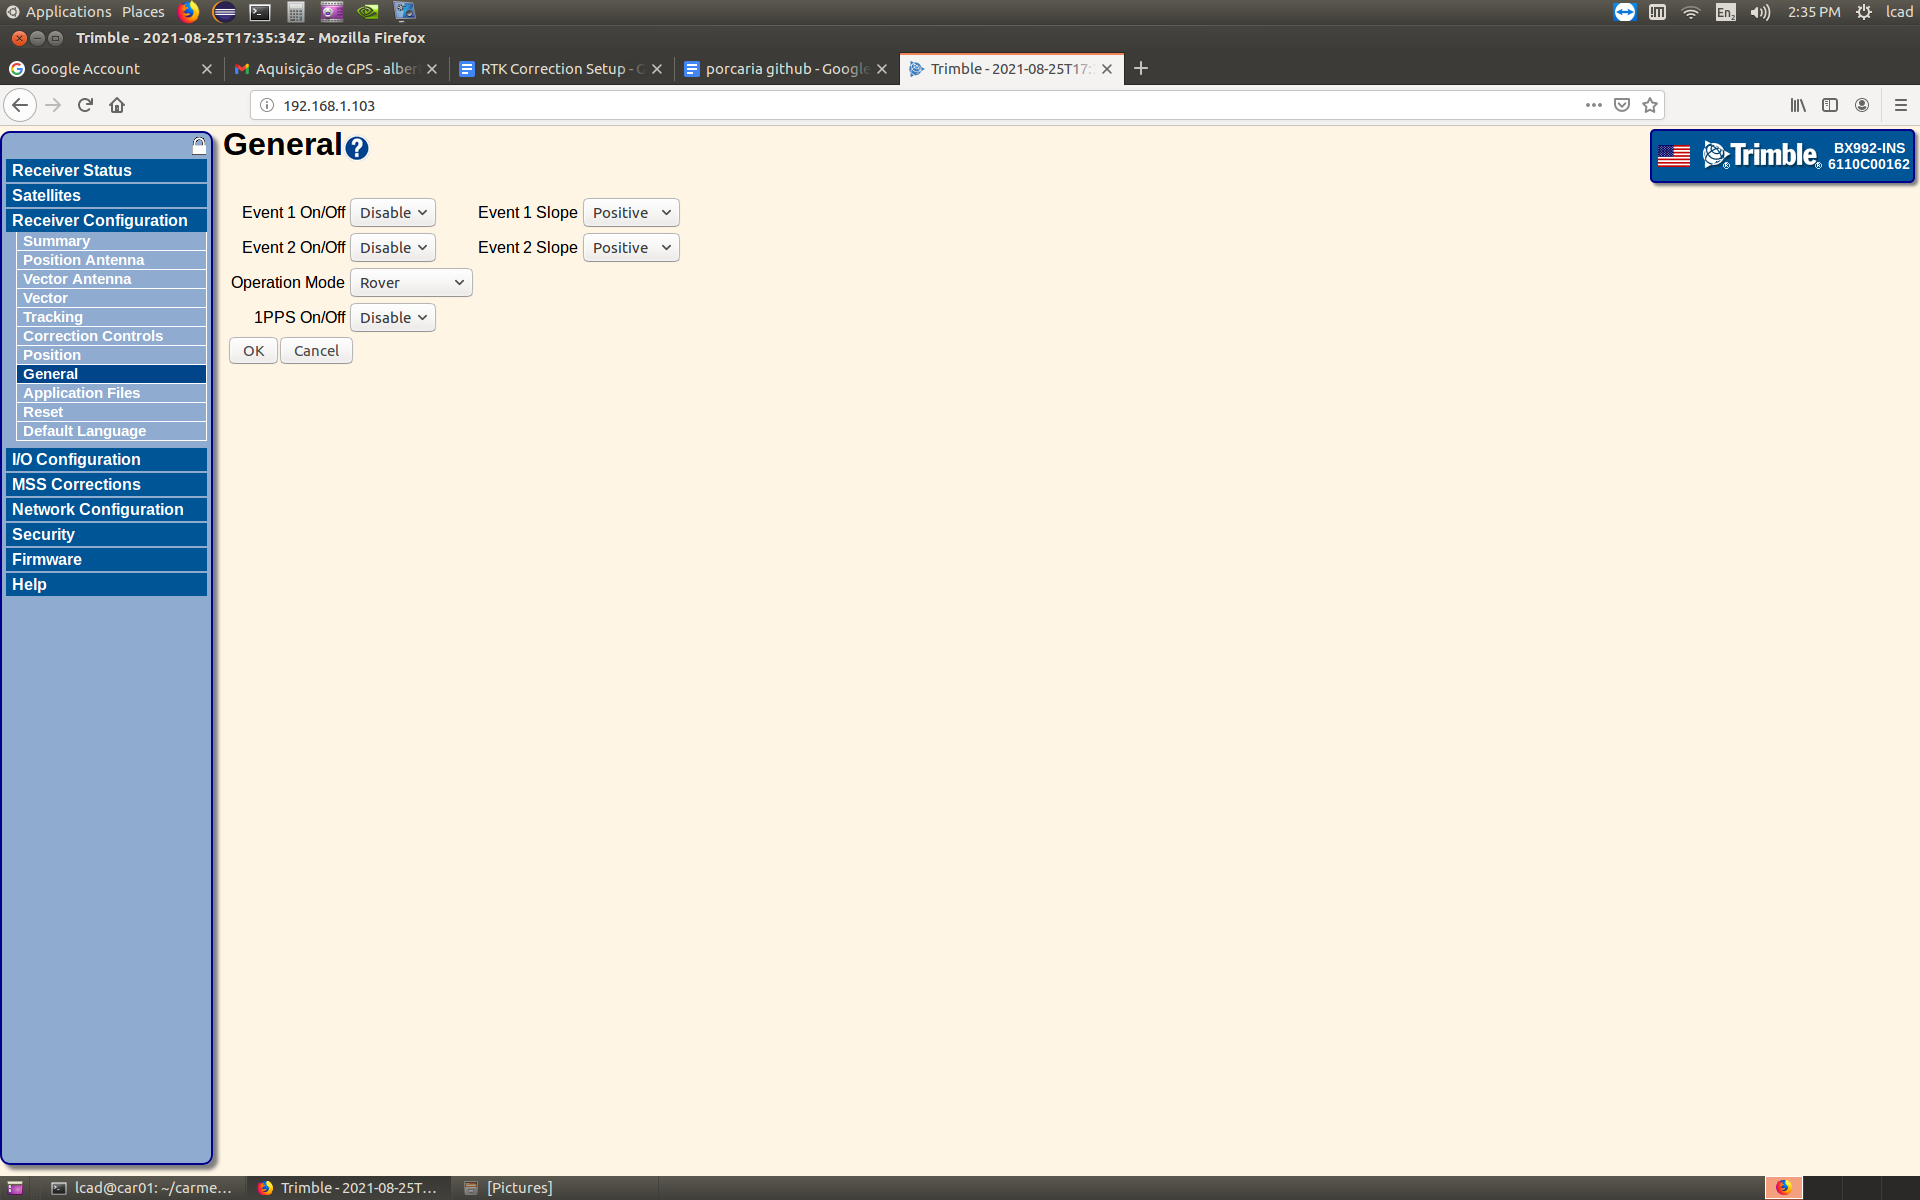 Applications Places
En2 2:35 PM lcad
Trimble - 2021-08-25T17:35:34Z - Mozilla Firefox
Google Account
Aquisição de GPS - alber
RTK Correction Setup - G
porcaria github - Google
Trimble - 2021-08-25T17:
192.168.1.103
General
Trimble
BX992-INS
6110C00162
Receiver Status
Satellites
Receiver Configuration
Summary
Position Antenna
Vector Antenna
Vector
Tracking
Correction Controls
Position
General
Application Files
Reset
Default Language
I/O Configuration
MSS Corrections
Network Configuration
Security
Firmware
Help
Event 1 On/Off Disable Event 1 Slope Positive
Event 2 On/Off Disable Event 2 Slope Positive
Operation Mode Rover
1PPS On/Off Disable
OK Cancel
lcad@car01: ~/carme...
Trimble - 2021-08-25T...
[Pictures]